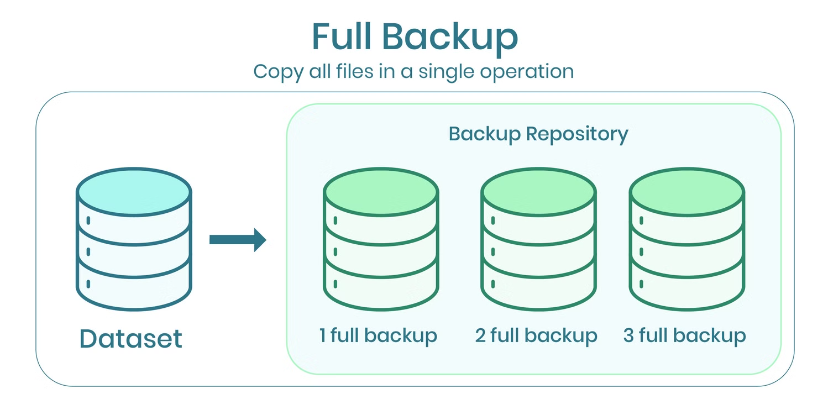 Full Backup
Copy all files in a single operation
Backup Repository
Dataset
1 full backup
2 full backup
3 full backup